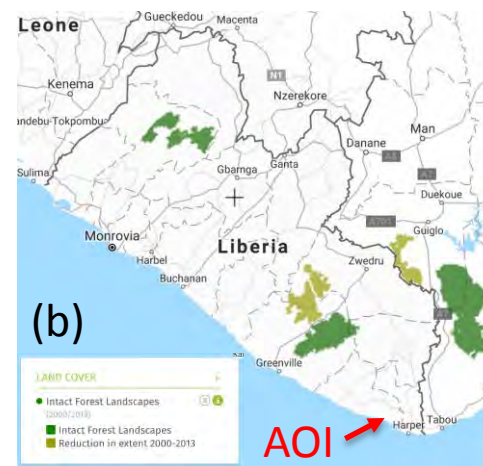 Leone
Gueckedou
Macenta
N1
Kenema
Nzerekore
andebu-Tokpombu
Danane
Man
A3
Sulima
Gbarnga
Ganta
A7
Duekoue
A701
Guiglo
Monrovia
Harbel
Liberia
Zwedru
Buchanan
(b)
Greenville
LAND COVER
Intact Forest Landscapes
(2000/2013)
Intact Forest Landscapes
Reduction in extent 2000-2013
AOI
Harper
Tabou